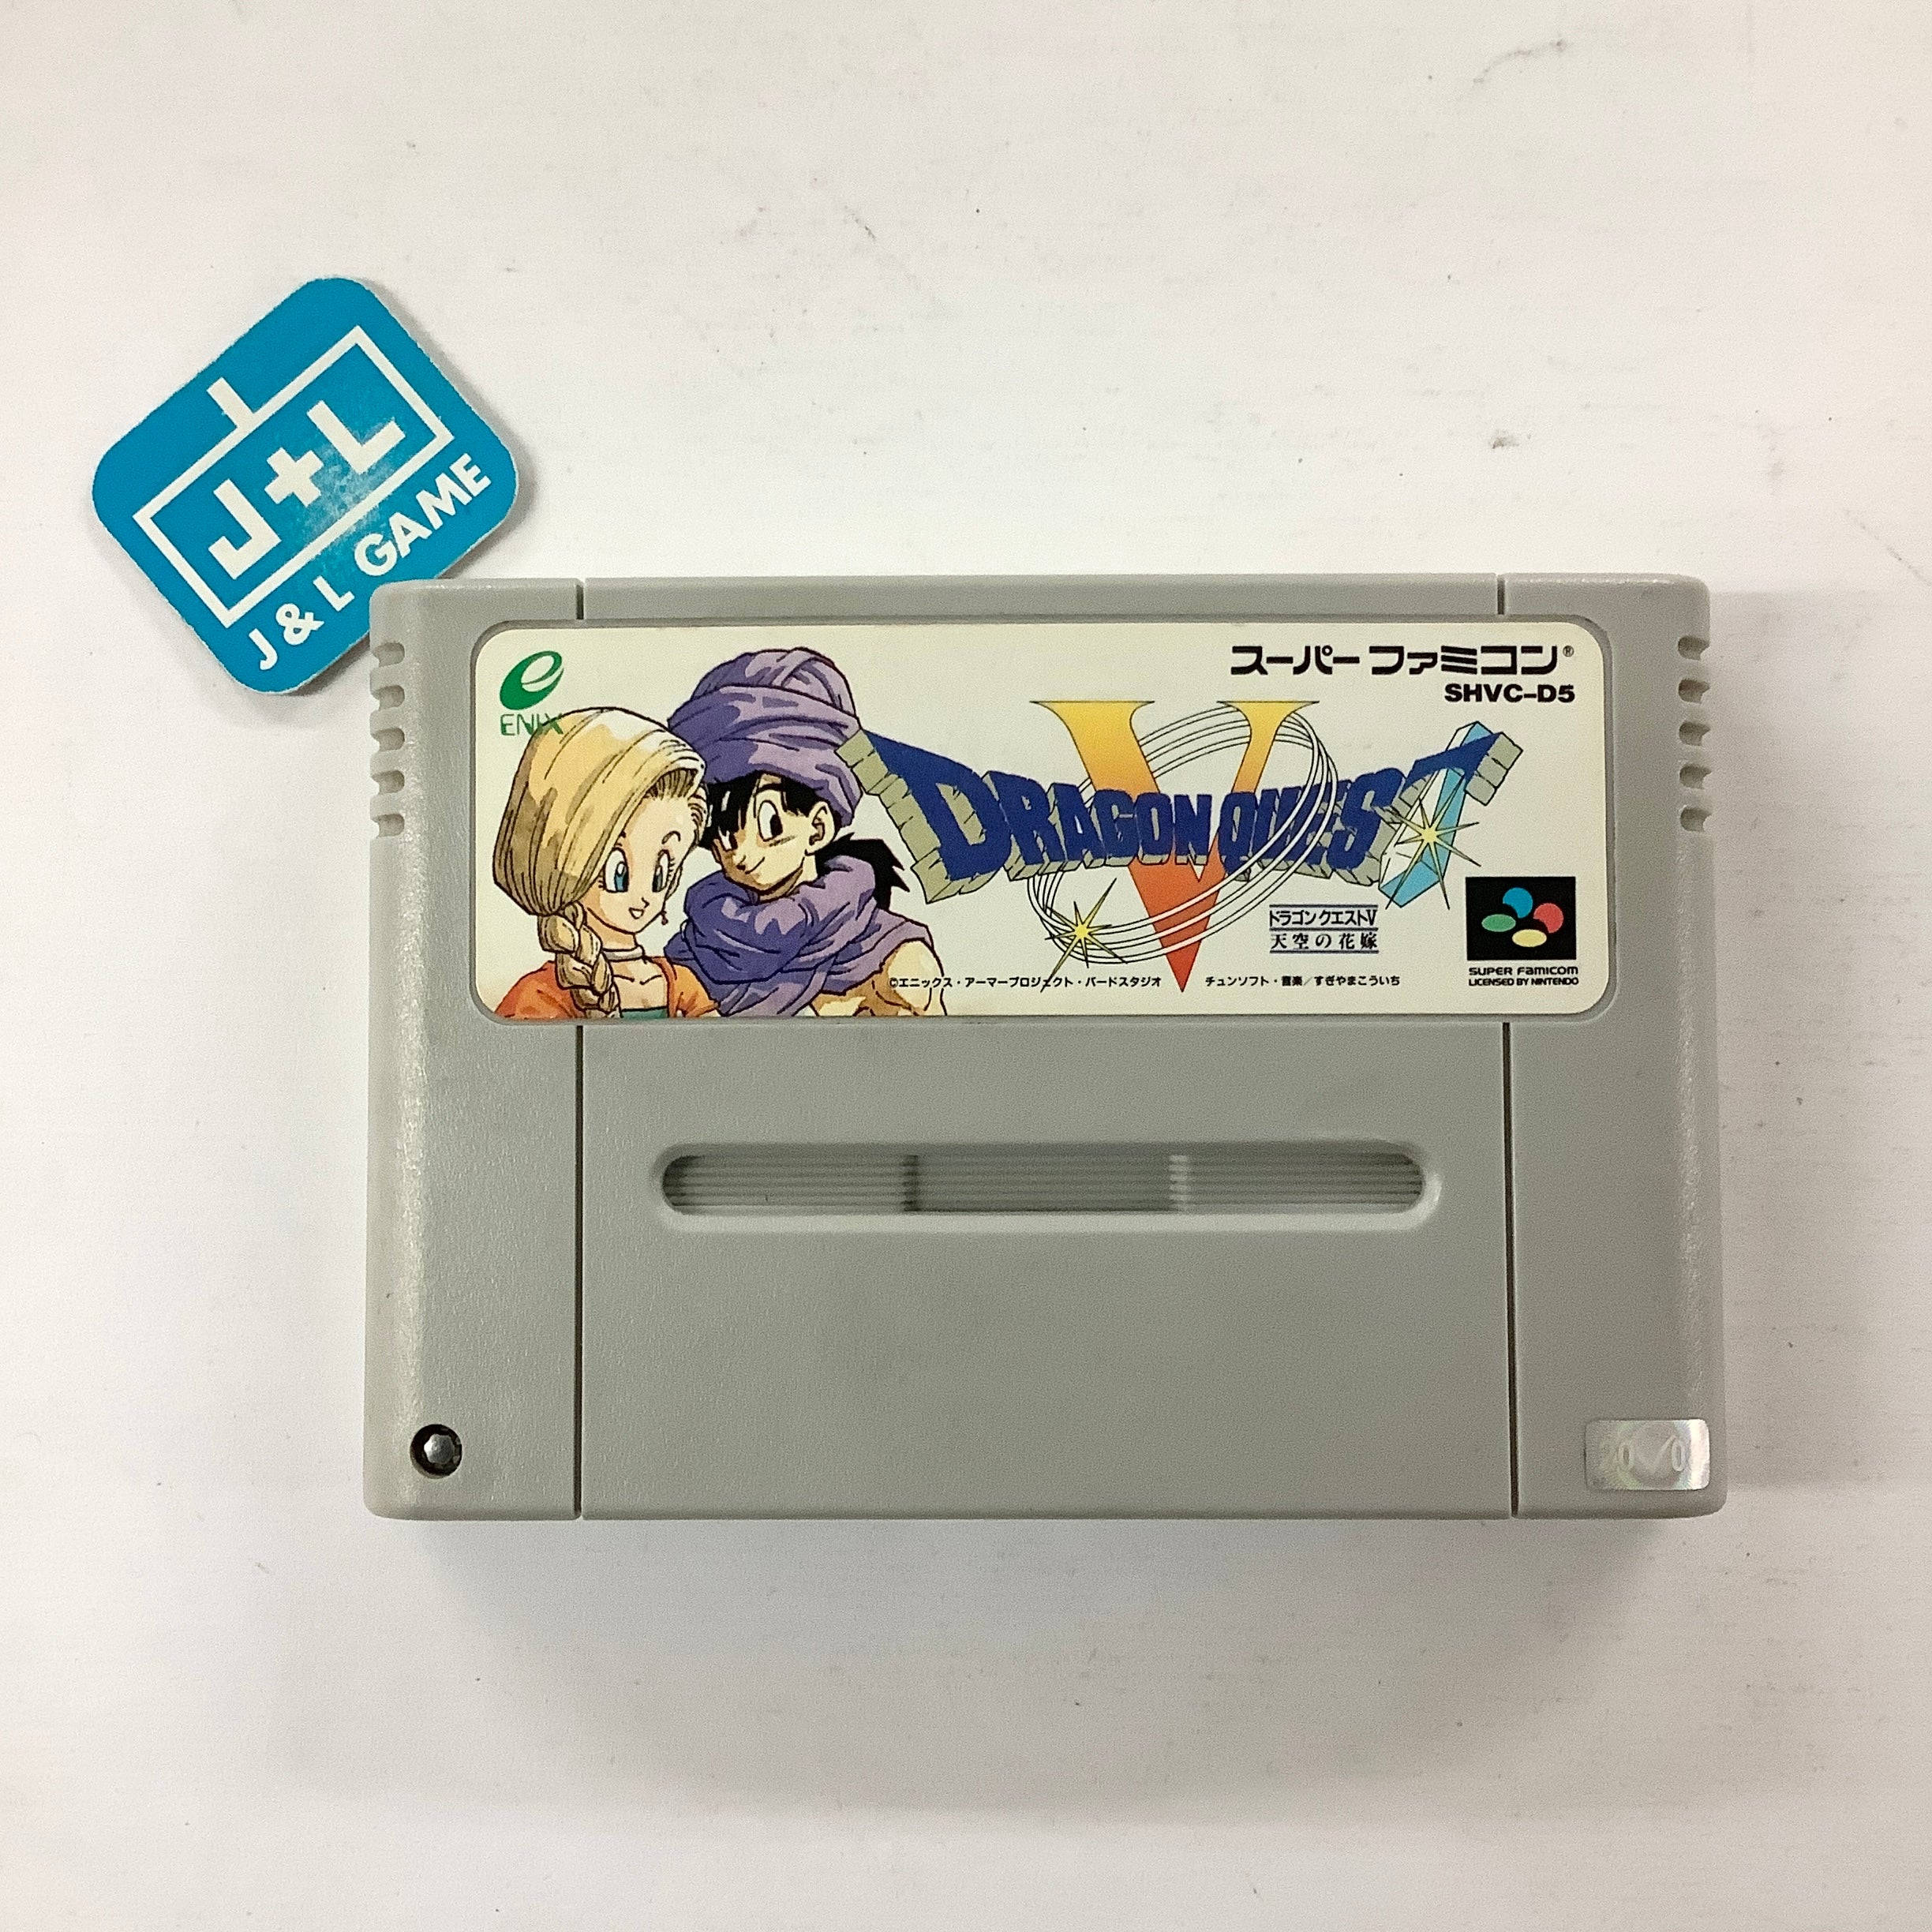 J+L
J & L GAME
ENIX
スーパーファミコン®
SHVC-D5
V
DRAGON QUEST
ドラゴンクエストV
天空の花嫁
©エニックス・アーマープロジェクト・バードスタジオ チュンソフト・音楽/すぎやまこういち
SUPER FAMICOM
LICENSED BY NINTENDO